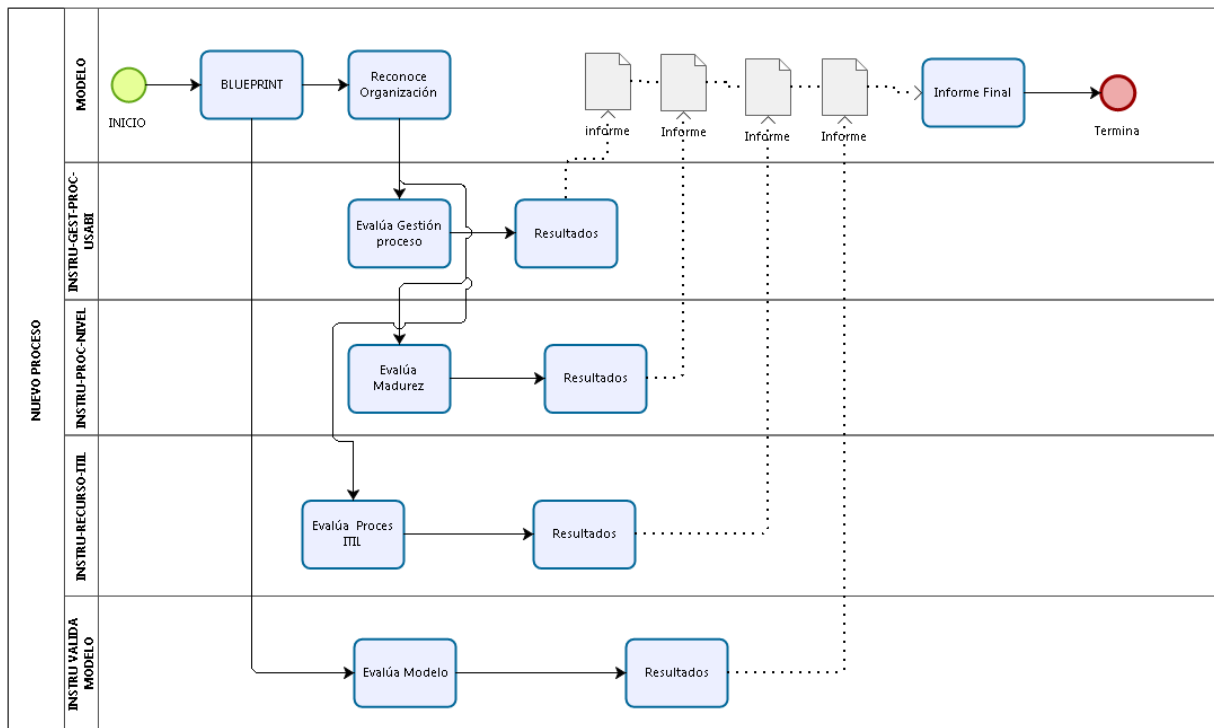 NUEVO PROCESO
MODELO
INICIO
BLUEPRINT
Reconoce
Organización
informe
Informe
Informe
Informe
Informe Final
Termina
INSTRU-GEST-PROC-
USABI
Evalúa Gestión
proceso
Resultados
INSTRU-PROC-NIVEL
Evalúa
Madurez
Resultados
INSTRU-RECURSO-ITIL
Evalúa Proces
ITIL
Resultados
INSTRU VALIDA
MODELO
Evalúa Modelo
Resultados